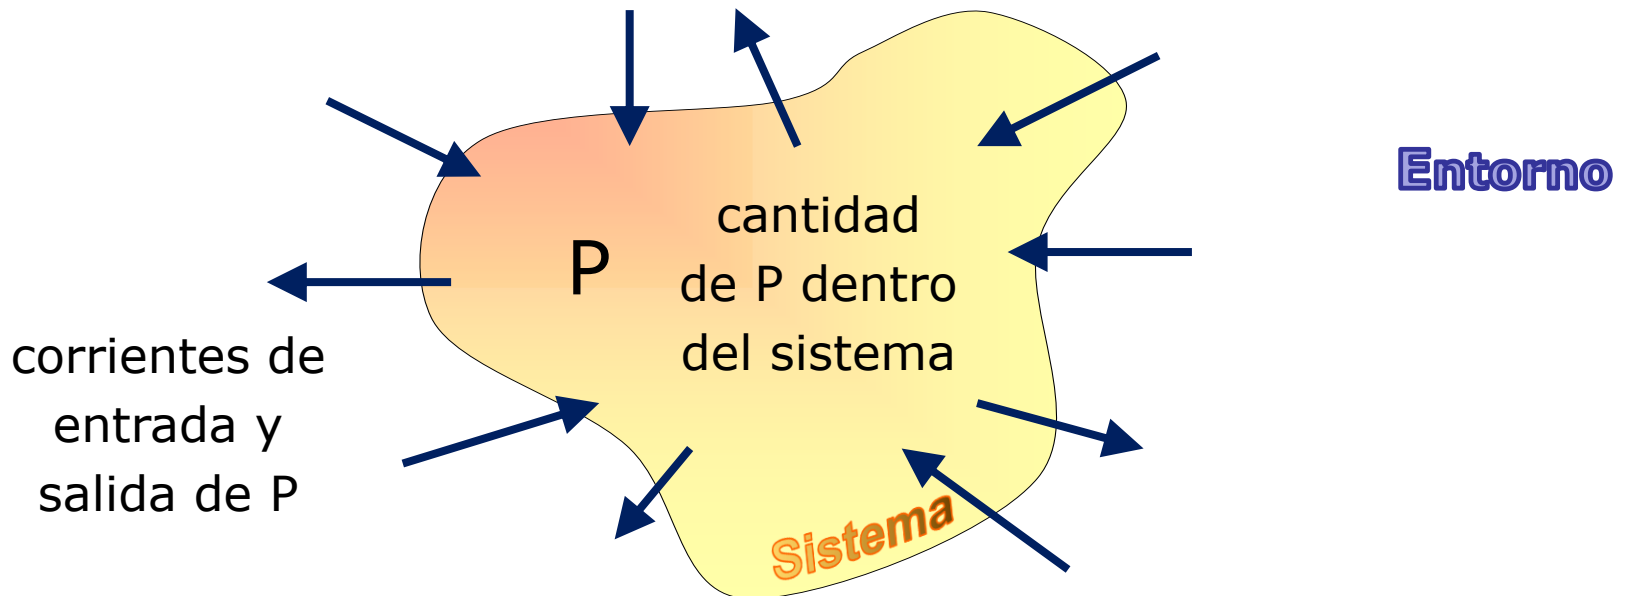 Entorno
P
cantidad
de P dentro
del sistema
corrientes de
entrada y
salida de P
Sistema